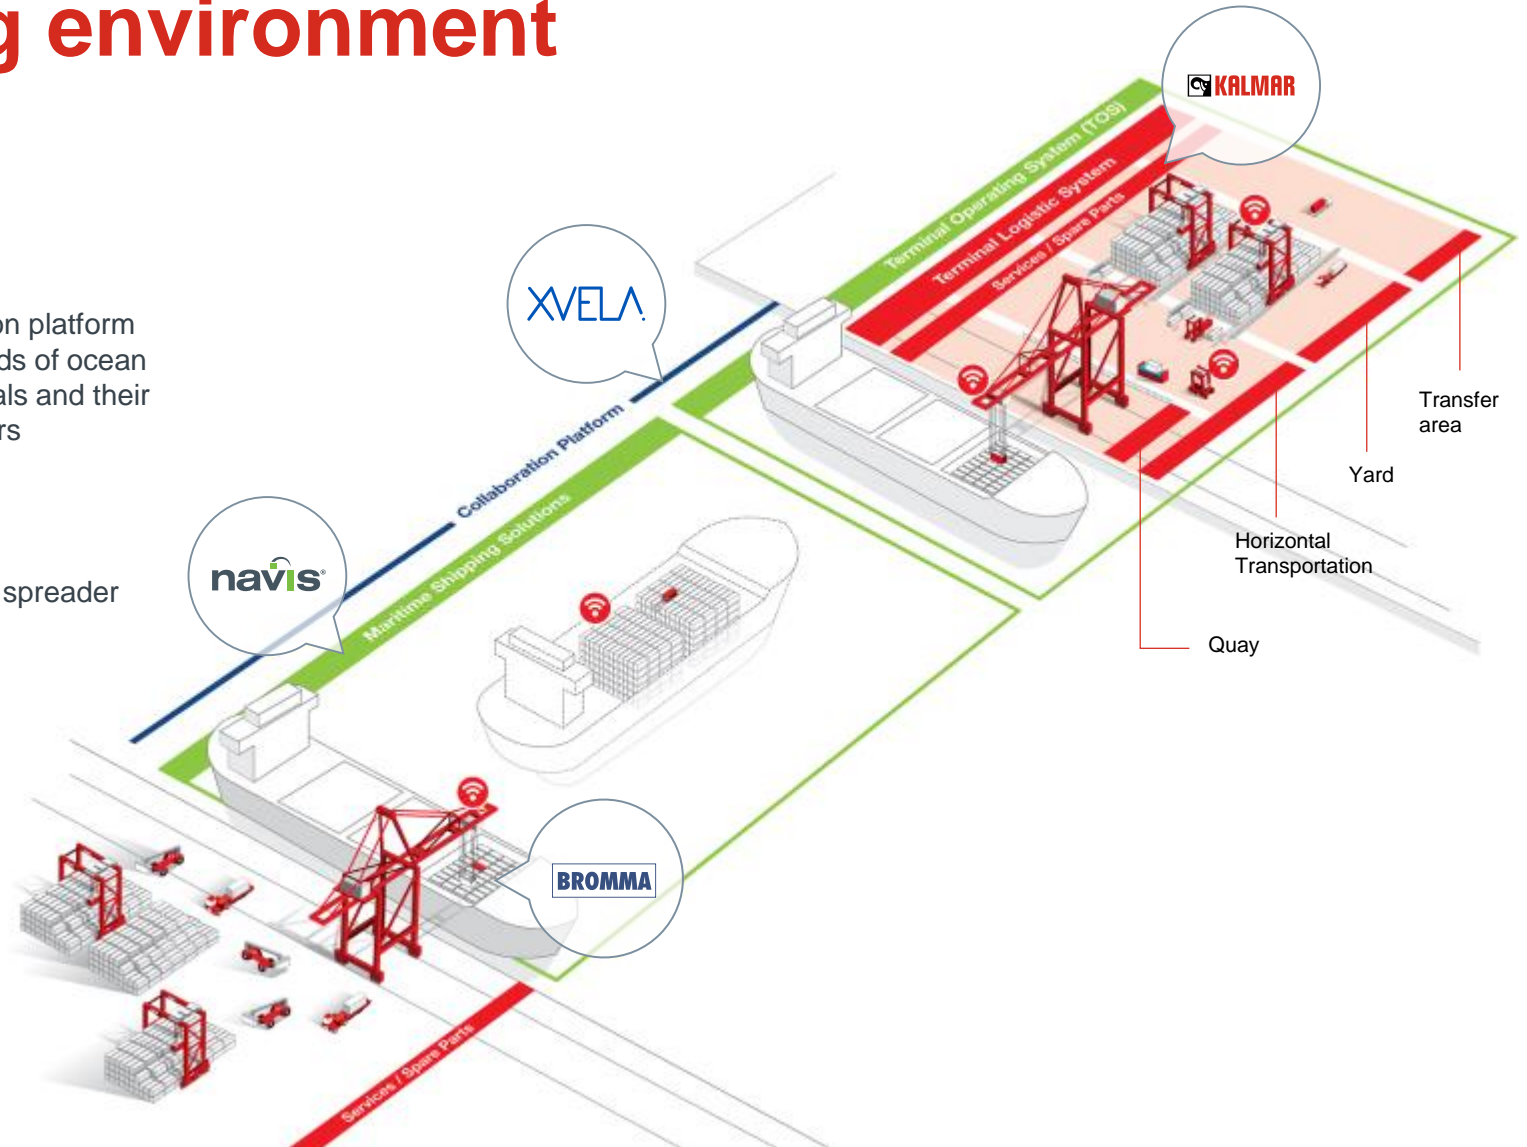 g environment
KALMAR
Terminal Operating System (TOS)
Terminal Logistic System
Services / Spare Parts
XVELA
on platform
ds of ocean
als and their
rs
Collaboration Platform
Transfer
area
Yard
Maritime Shipping Solutions
Horizontal
Transportation
navis®
spreader
Quay
BROMMA
Services / Spare Parts